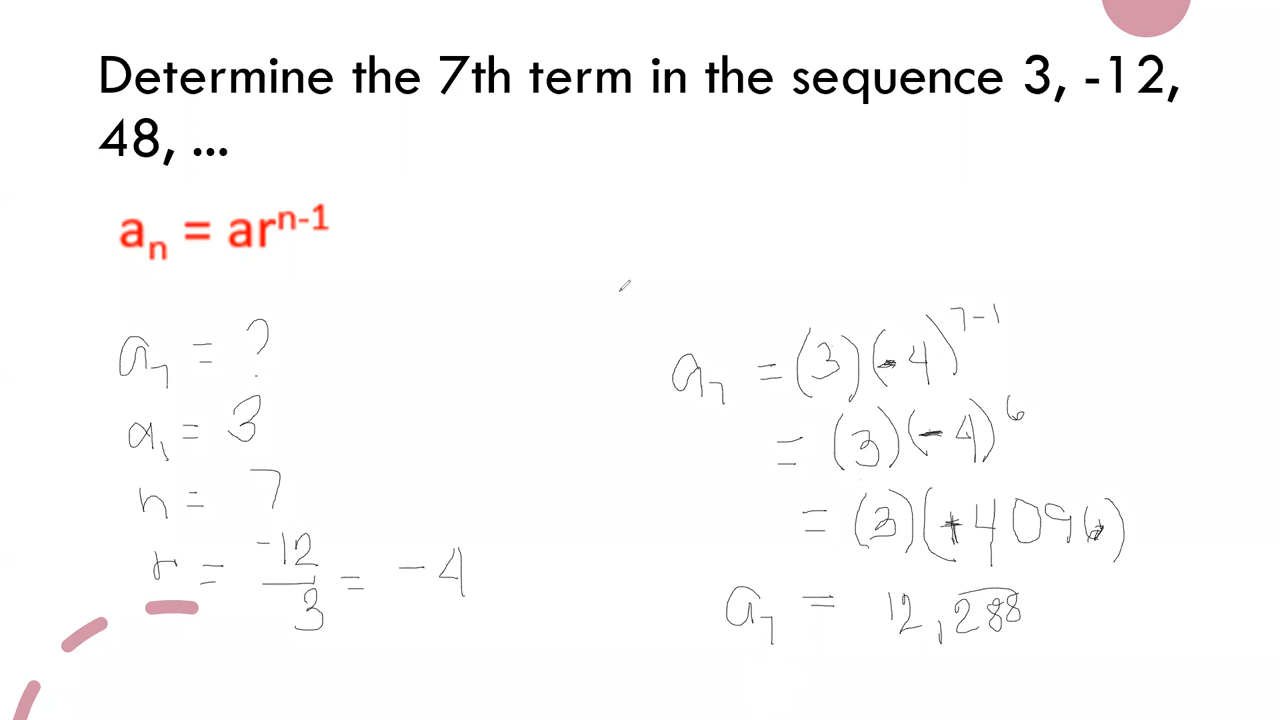 Determine the 7th term in the sequence 3, -12,
48, ...
aₙ = arⁿ⁻¹
a₇ = ?
a₁ = 3
n = 7
r = -12/3 = -4
a₇ = (3)(-4)⁷⁻¹
= (3)(-4)⁶
= (3)(+4096)
a₇ = 12,288